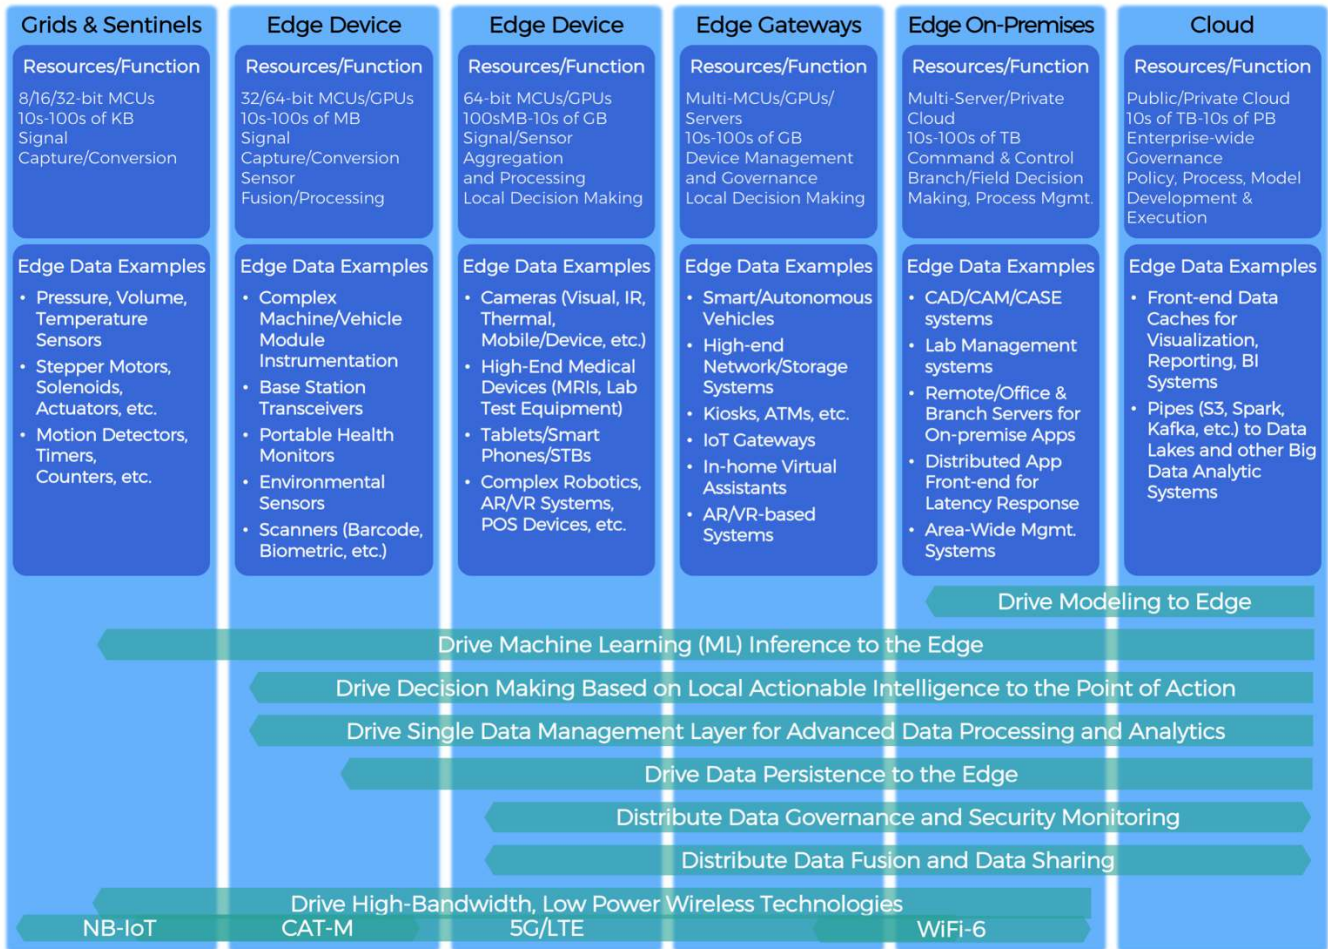 Grids & Sentinels
Resources/Function
8/16/32-bit MCUs
10s-100s of KB
Signal
Capture/Conversion
Edge Data Examples
• Pressure, Volume,
Temperature
Sensors
• Stepper Motors,
Solenoids,
Actuators, etc.
• Motion Detectors,
Timers,
Counters, etc.
Edge Device
Resources/Function
32/64-bit MCUs/GPUs
10s-100s of MB
Signal
Capture/Conversion
Sensor
Fusion/Processing
Edge Data Examples
• Complex
Machine/Vehicle
Module
Instrumentation
• Base Station
Transceivers
• Portable Health
Monitors
• Environmental
Sensors
• Scanners (Barcode,
Biometric, etc.)
Edge Device
Resources/Function
64-bit MCUs/GPUs
100sMB-10s of GB
Signal/Sensor
Aggregation
and Processing
Local Decision Making
Edge Data Examples
• Cameras (Visual, IR,
Thermal,
Mobile/Device, etc.)
• High-End Medical
Devices (MRIs, Lab
Test Equipment)
• Tablets/Smart
Phones/STBs
• Complex Robotics,
AR/VR Systems,
POS Devices, etc.
Edge Gateways
Resources/Function
Multi-MCUs/GPUs/
Servers
10s-100s of GB
Device Management
and Governance
Local Decision Making
Edge Data Examples
• Smart/Autonomous
Vehicles
• High-end
Network/Storage
Systems
• Kiosks, ATMs, etc.
• IoT Gateways
• In-home Virtual
Assistants
• AR/VR-based
Systems
Edge On-Premises
Resources/Function
Multi-Server/Private
Cloud
10s-100s of TB
Command & Control
Branch/Field Decision
Making, Process Mgmt.
Edge Data Examples
• CAD/CAM/CASE
systems
• Lab Management
systems
• Remote/Office &
Branch Servers for
On-premise Apps
• Distributed App
Front-end for
Latency Response
• Area-Wide Mgmt.
Systems
Cloud
Resources/Function
Public/Private Cloud
10s of TB-10s of PB
Enterprise-wide
Governance
Policy, Process, Model
Development &
Execution
Edge Data Examples
• Front-end Data
Caches for
Visualization,
Reporting, BI
Systems
• Pipes (S3, Spark,
Kafka, etc.) to Data
Lakes and other Big
Data Analytic
Systems
Drive Modeling to Edge
Drive Machine Learning (ML) Inference to the Edge
Drive Decision Making Based on Local Actionable Intelligence to the Point of Action
Drive Single Data Management Layer for Advanced Data Processing and Analytics
Drive Data Persistence to the Edge
Distribute Data Governance and Security Monitoring
Distribute Data Fusion and Data Sharing
Drive High-Bandwidth, Low Power Wireless Technologies
NB-IoT
CAT-M
5G/LTE
WiFi-6